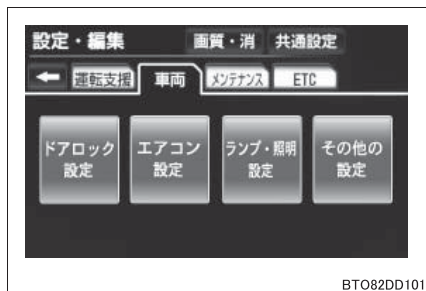 設定・編集 画質・消 共通設定
運転支援 車両 メンテナンス ETC
ドアロック エアコン ランプ・照明 その他の
設定 設定 設定 設定
BTO82DD101